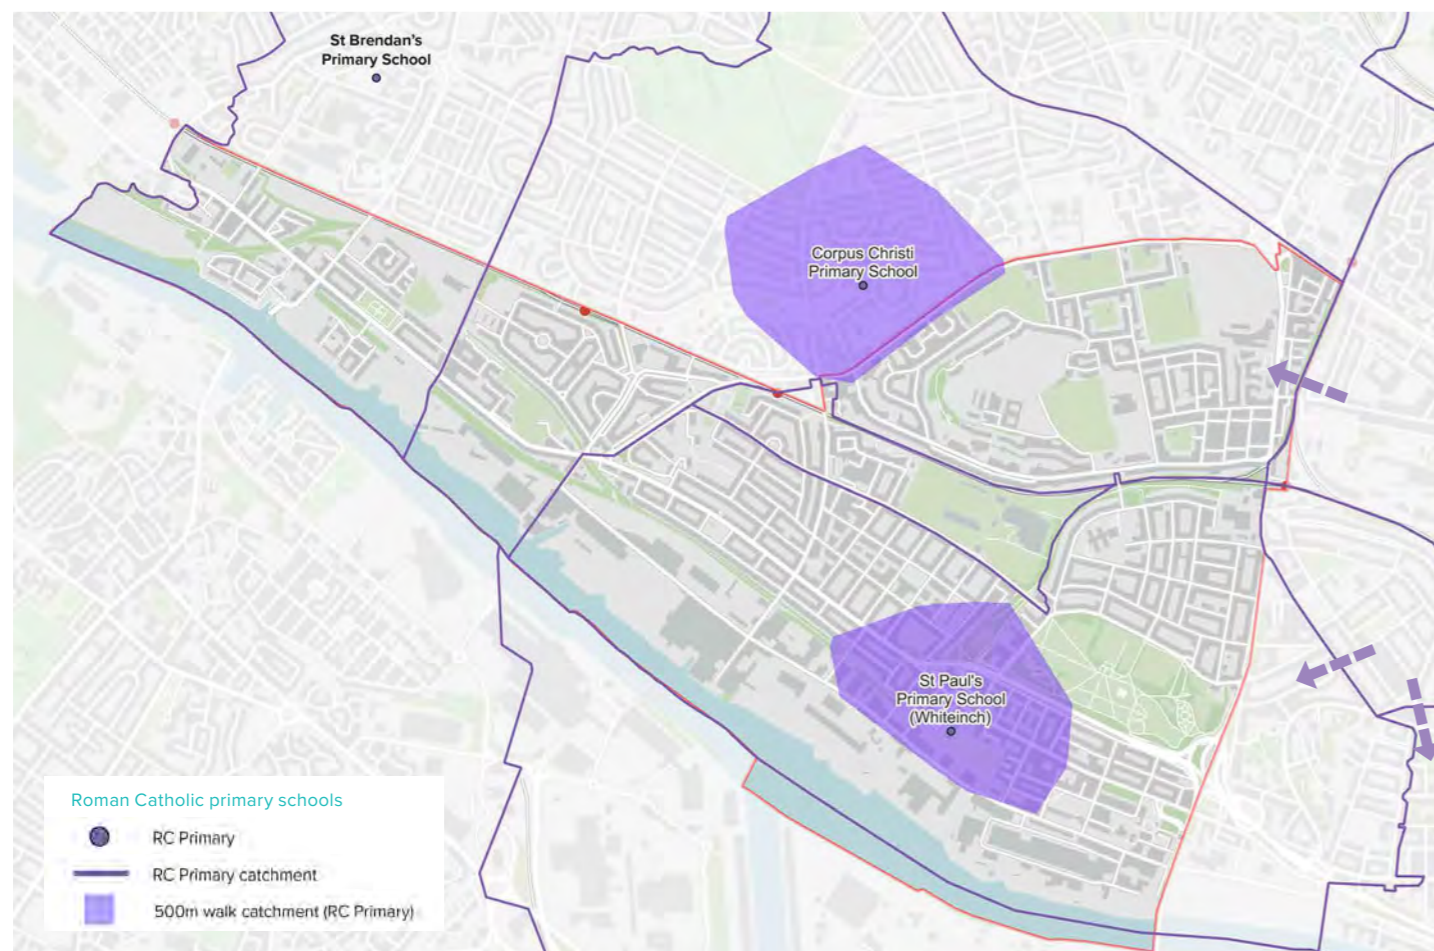 St Brendan's
Primary School
Corpus Christi
Primary School
St Paul's
Primary School
(Whiteinch)
Roman Catholic primary schools
RC Primary
RC Primary catchment
500m walk catchment (RC Primary)